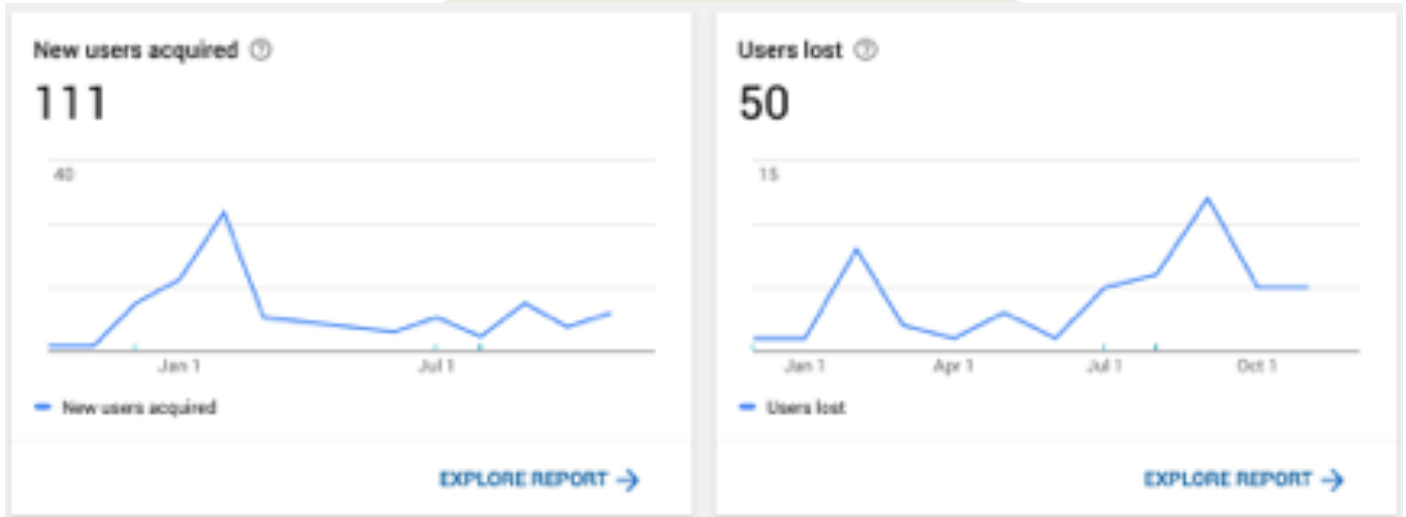 New users acquired
111
40
Jan 1
Jul 1
New users acquired
EXPLORE REPORT
Users lost
50
15
Jan 1
Apr 1
Jul 1
Oct 1
Users lost
EXPLORE REPORT